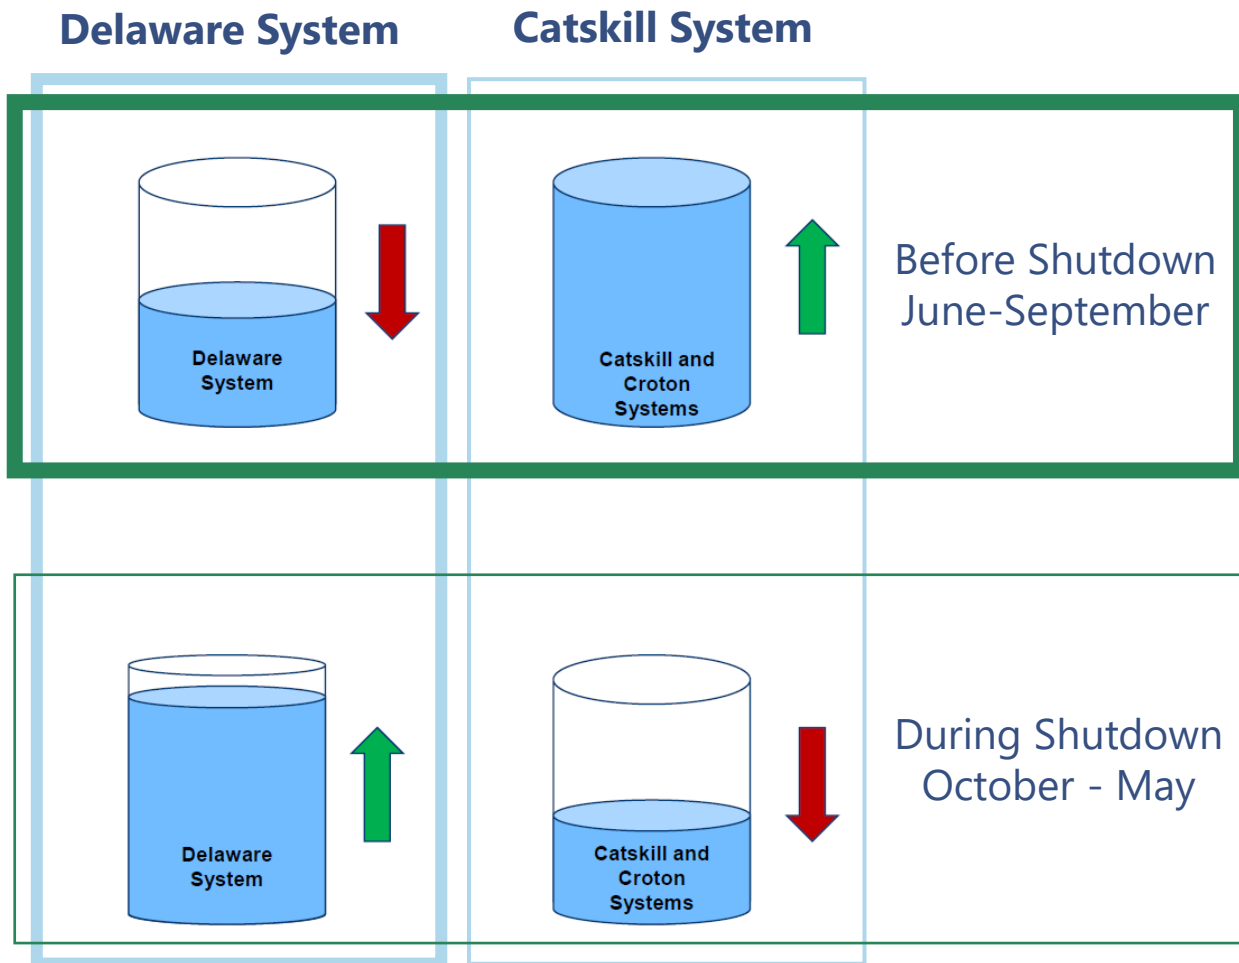 Delaware System
Catskill System
Delaware
System
Catskill and
Croton
Systems
Before Shutdown
June-September
Delaware
System
Catskill and
Croton
Systems
During Shutdown
October - May